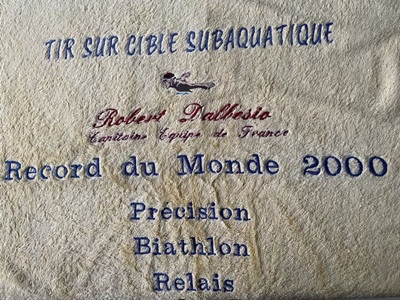 TIR SUR CIBLE SUBAQUATIQUE
Robert Dalbesio
Capitaine Equipe de France
Record du Monde 2000
Précision
Biathlon
Relais